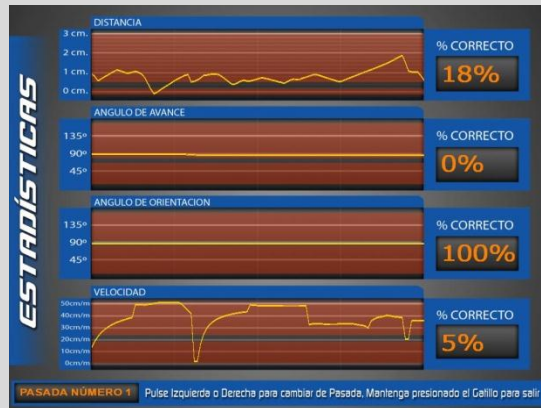 ESTADÍSTICAS
DISTANCIA
3 cm.
2 cm.
1 cm.
0 cm.
% CORRECTO
18%
ANGULO DE AVANCE
135º
90º
45º
% CORRECTO
0%
ANGULO DE ORIENTACION
135º
90º
45º
% CORRECTO
100%
VELOCIDAD
50cm/m
40cm/m
30cm/m
20cm/m
10cm/m
0cm/m
% CORRECTO
5%
PASADA NÚMERO 1 Pulse Izquierda o Derecha para cambiar de Pasada, Mantenga presionado el Gatillo para salir